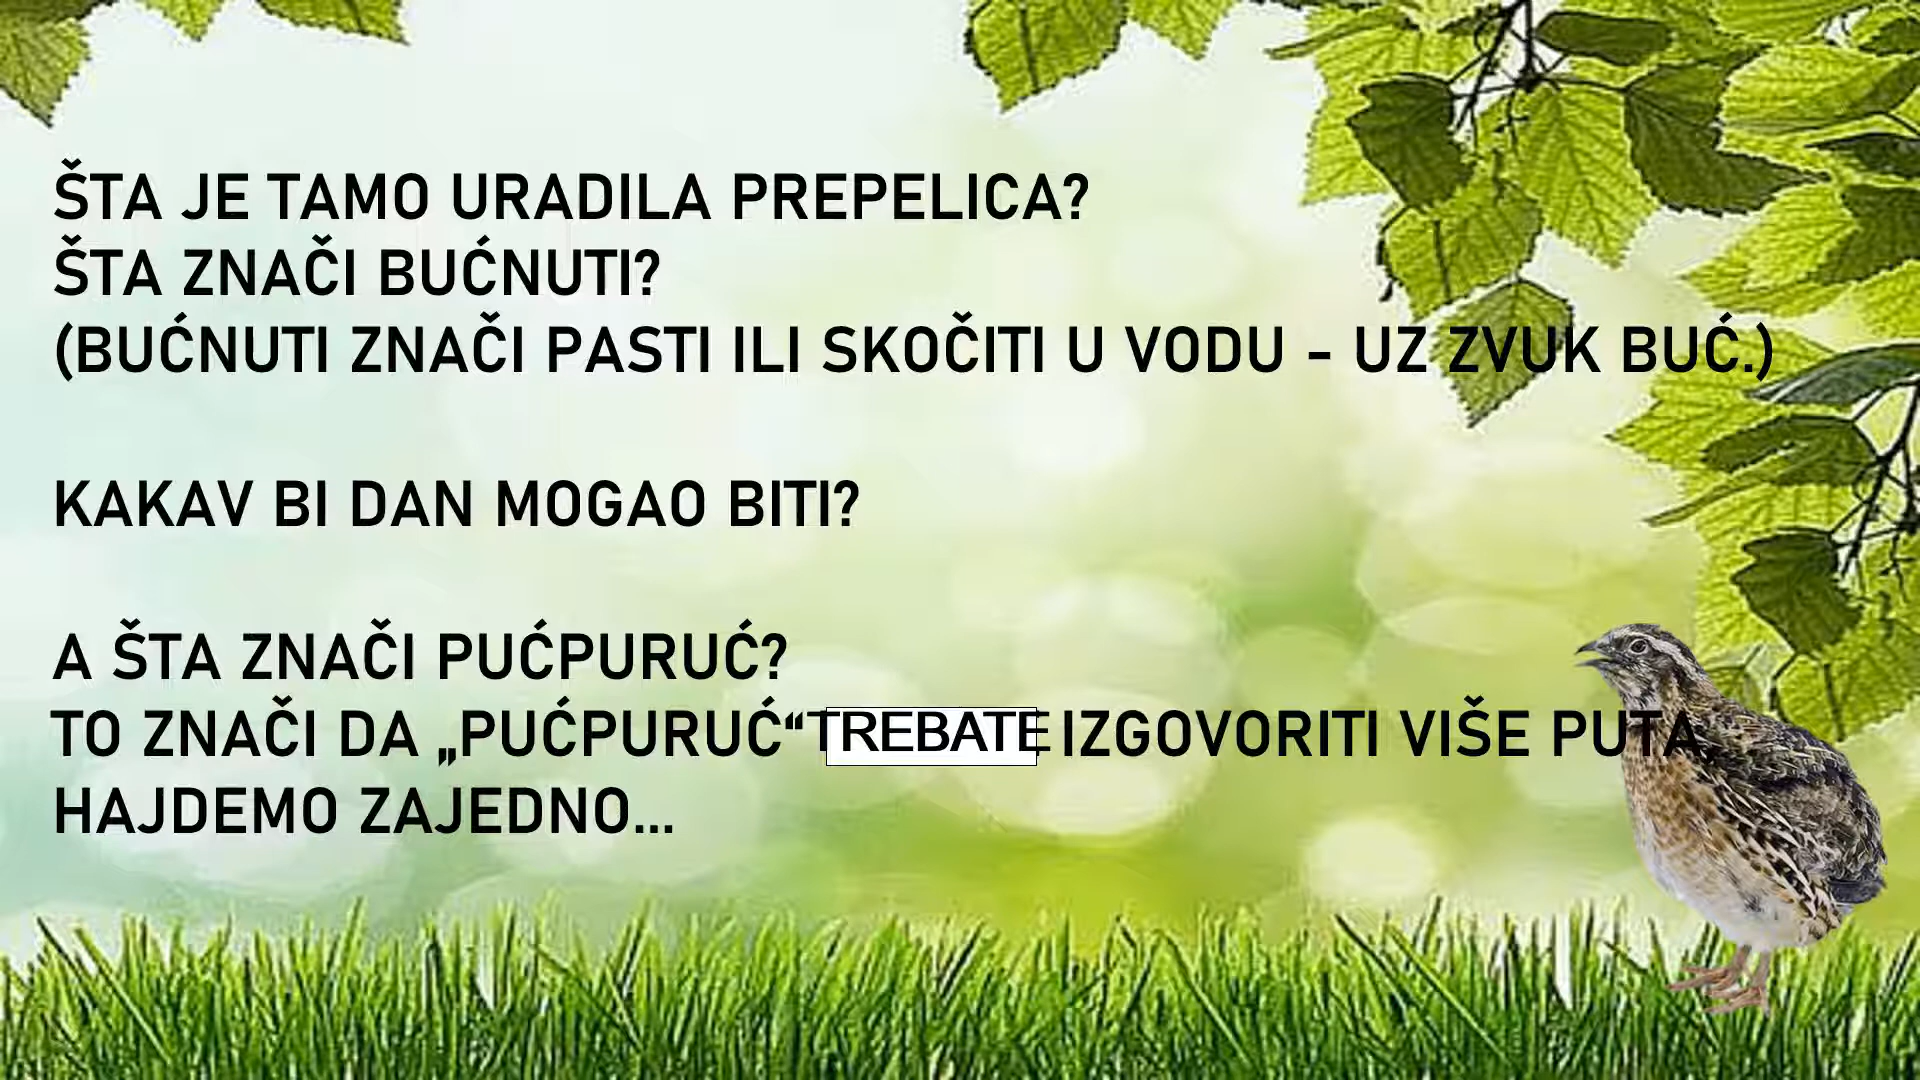 ŠTA JE TAMO URADILA PREPELICA?
ŠTA ZNAČI BUĆNUTI?
(BUĆNUTI ZNAČI PASTI ILI SKOČITI U VODU - UZ ZVUK BUĆ.)
KAKAV BI DAN MOGAO BITI?
A ŠTA ZNAČI PUĆPURUĆ?
TO ZNAČI DA „PUĆPURUĆ“ TREBATE IZGOVORITI VIŠE PUTA,
HAJDEMO ZAJEDNO...